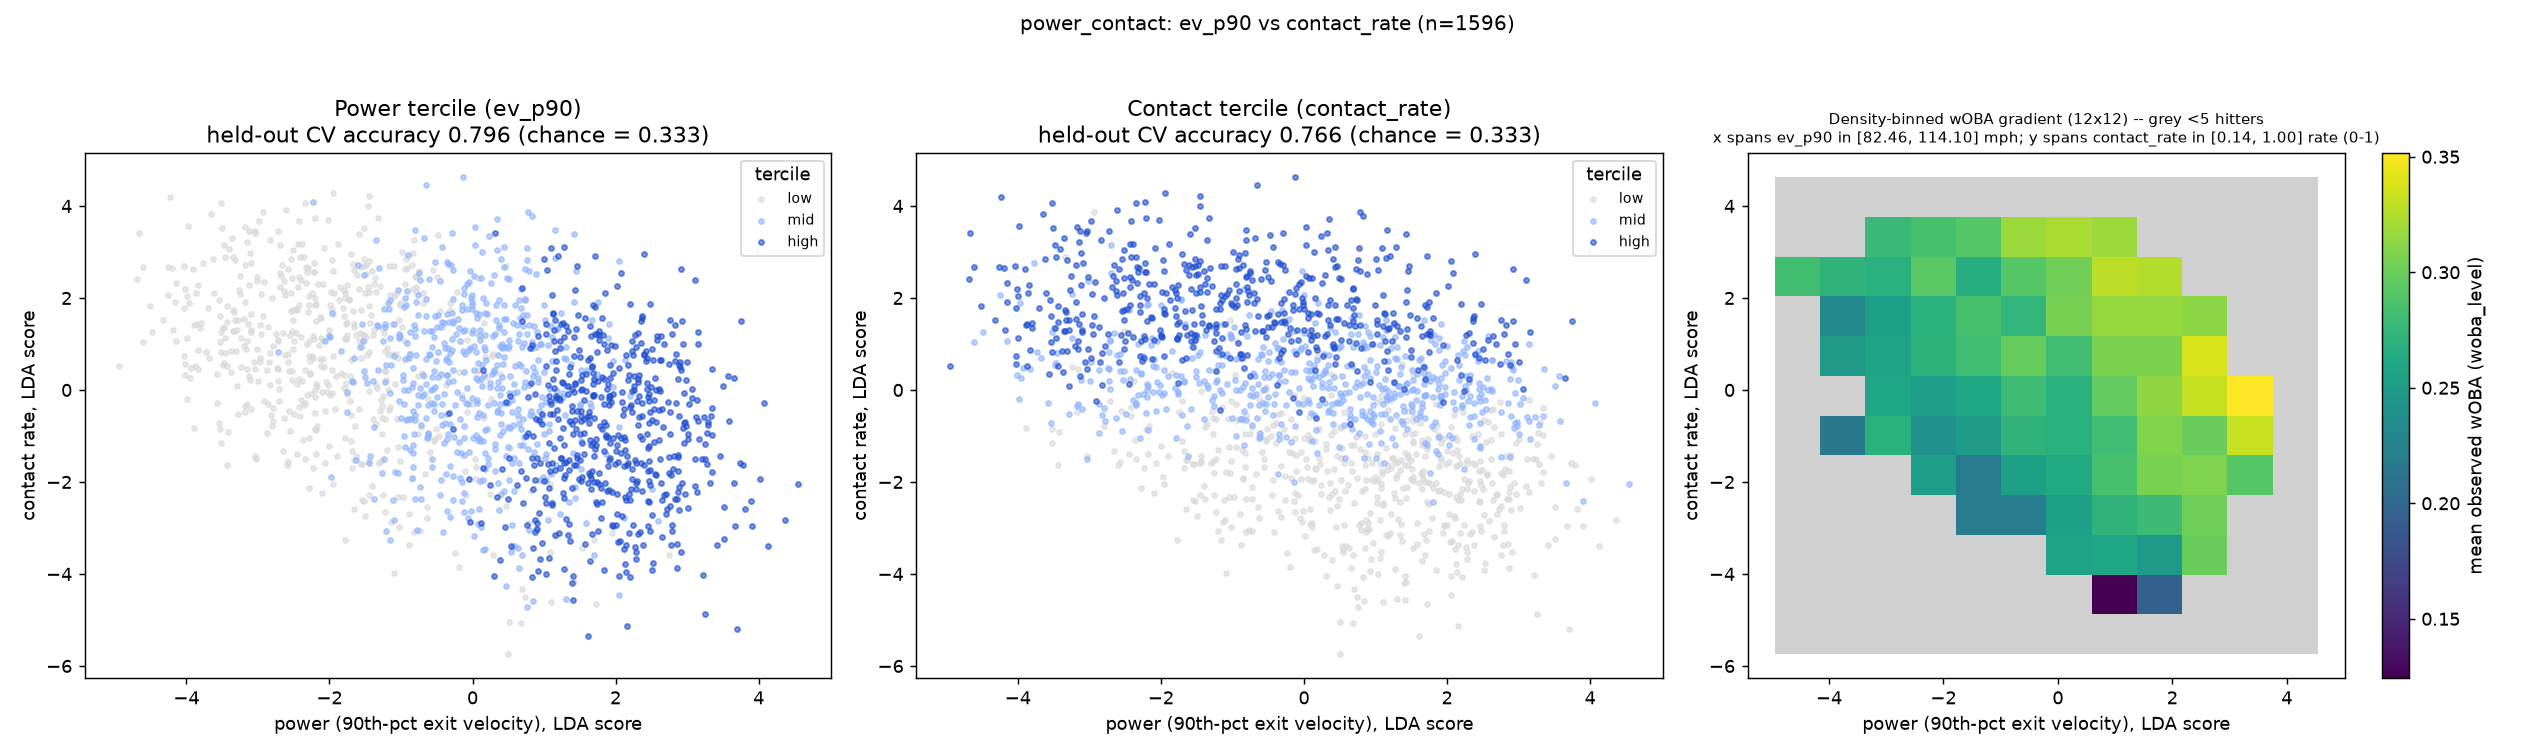 power_contact: ev_p90 vs contact_rate (n=1596)
Power tercile (ev_p90)
held-out CV accuracy 0.796 (chance = 0.333)
tercile
low
mid
high
4
2
0
−2
−4
−6
−4
−2
0
2
4
contact rate, LDA score
power (90th-pct exit velocity), LDA score
Contact tercile (contact_rate)
held-out CV accuracy 0.766 (chance = 0.333)
tercile
low
mid
high
4
2
0
−2
−4
−6
−4
−2
0
2
4
contact rate, LDA score
power (90th-pct exit velocity), LDA score
Density-binned wOBA gradient (12x12) -- grey <5 hitters
x spans ev_p90 in [82.46, 114.10] mph; y spans contact_rate in [0.14, 1.00] rate (0-1)
4
2
0
−2
−4
−6
−4
−2
0
2
4
contact rate, LDA score
power (90th-pct exit velocity), LDA score
0.35
0.30
0.25
0.20
0.15
mean observed wOBA (woba_level)